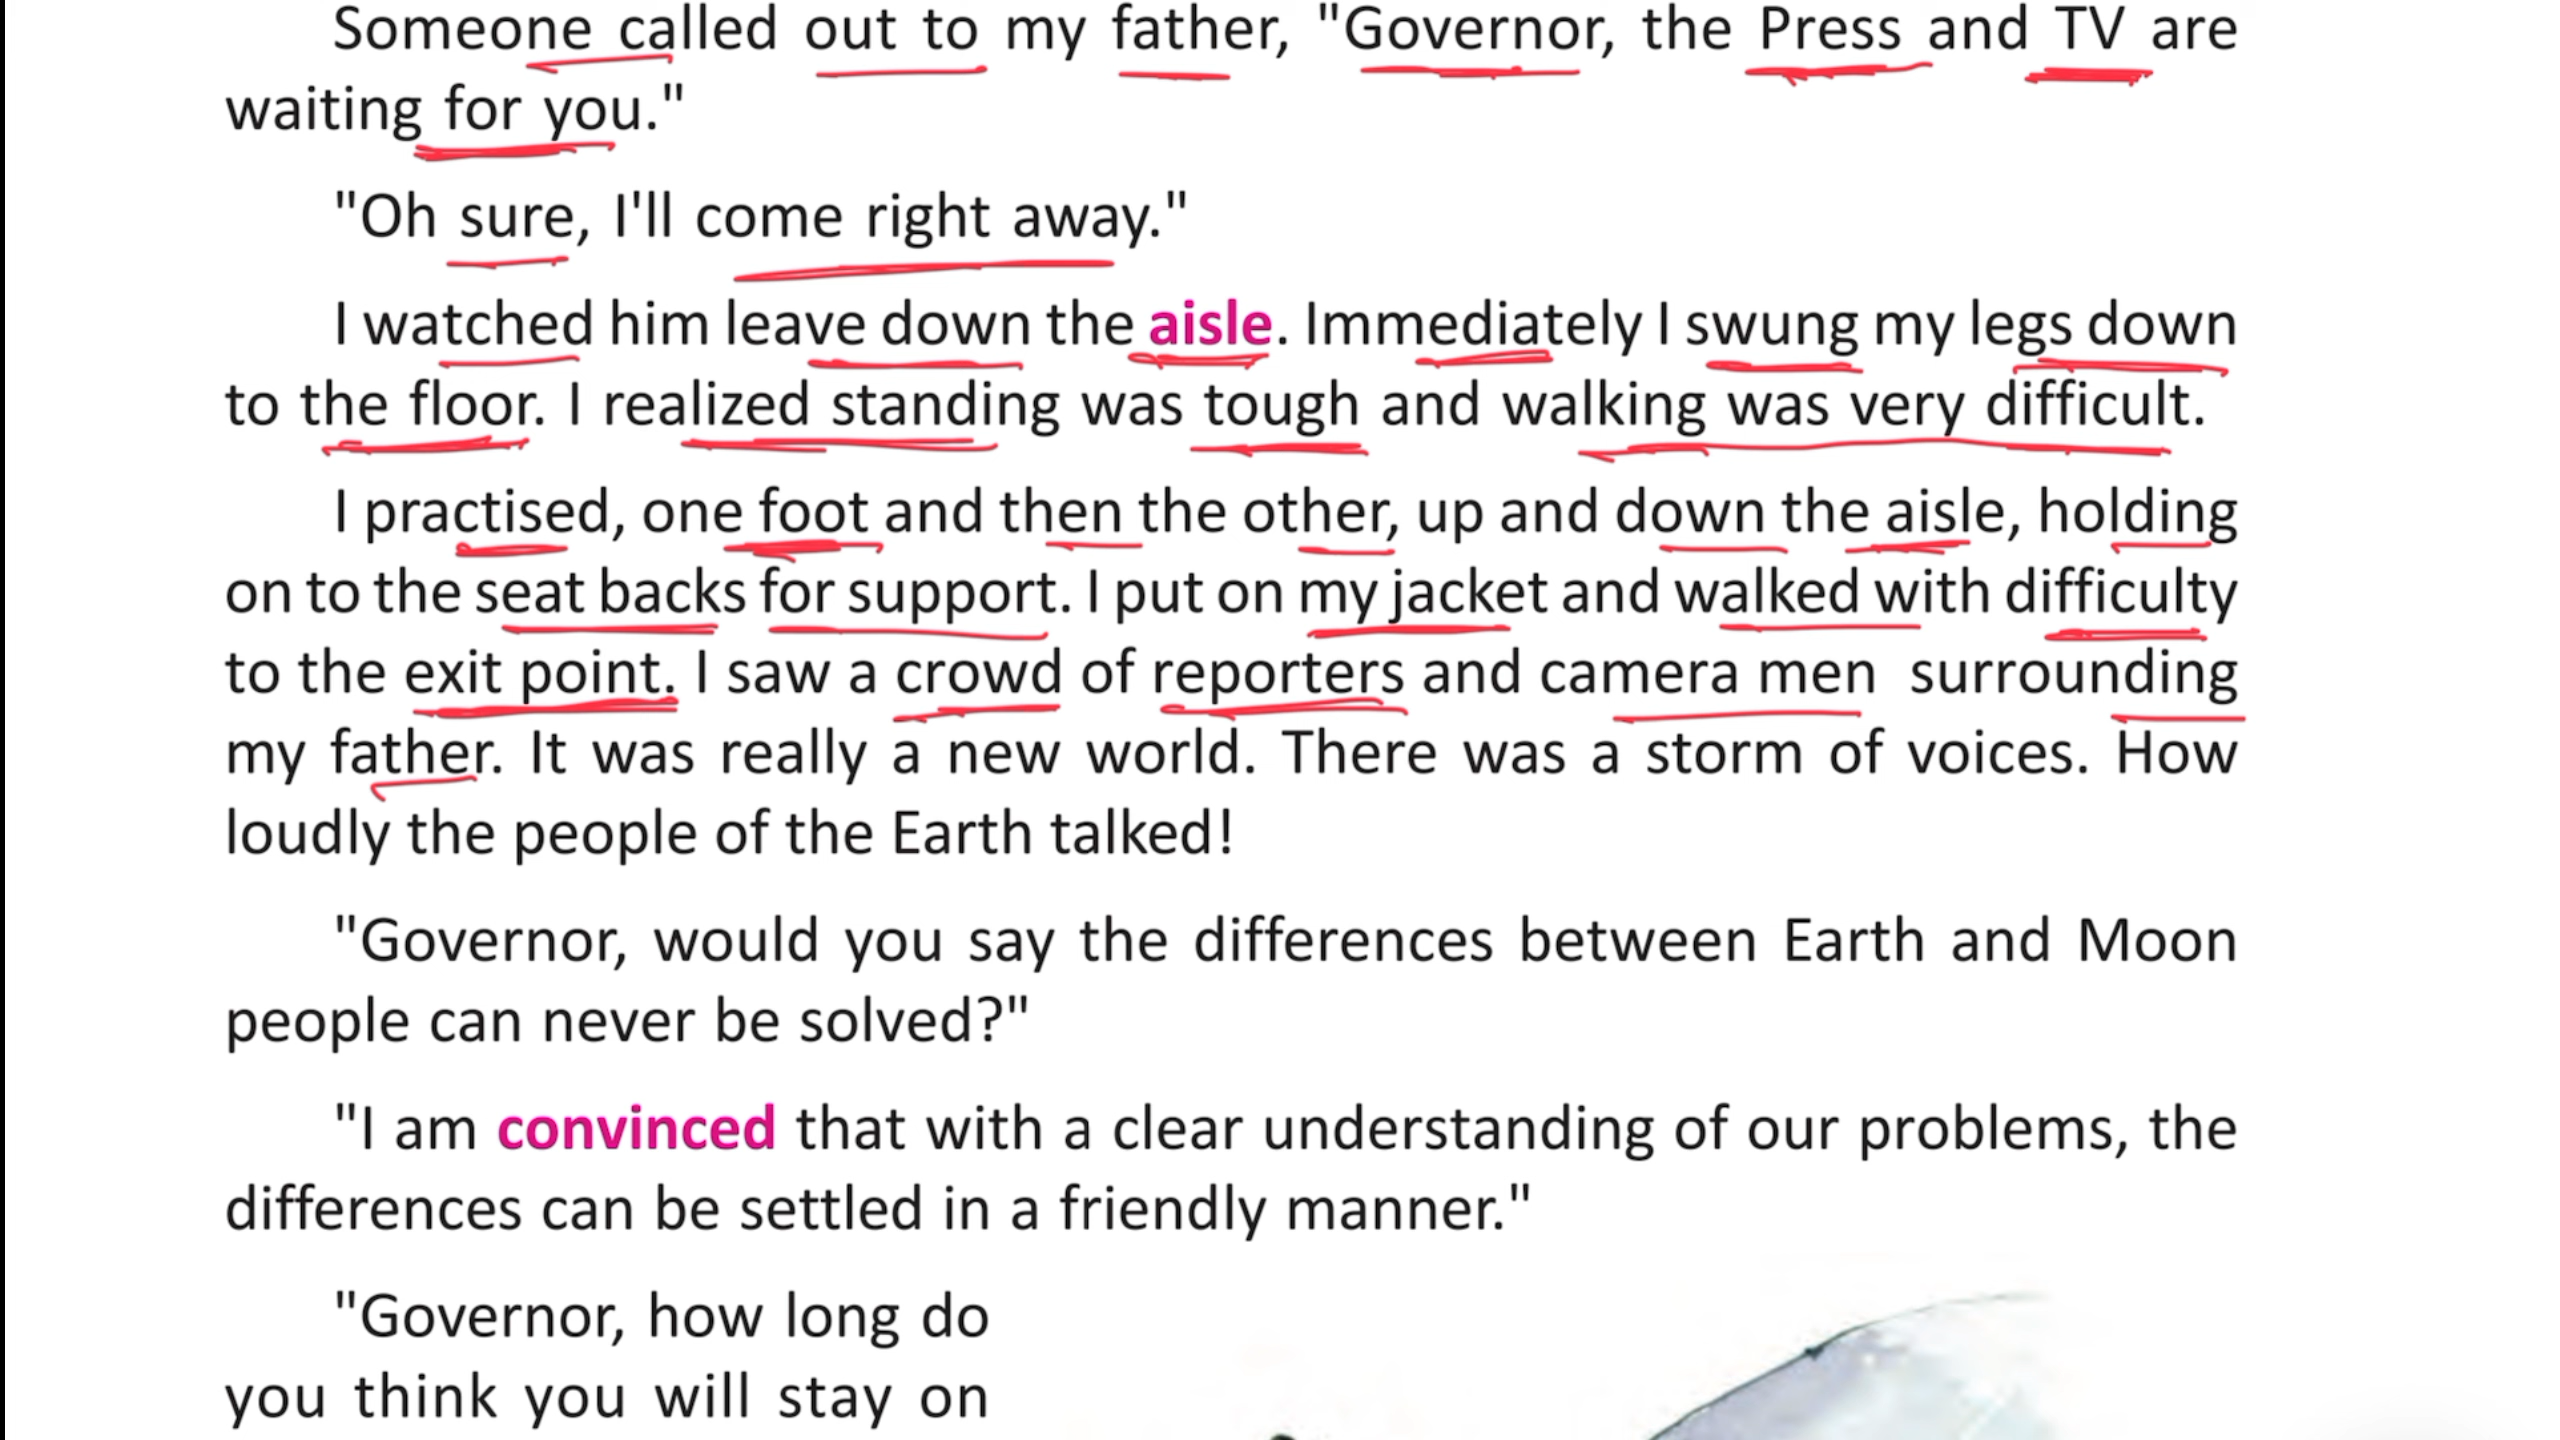 Someone called out to my father, "Governor, the Press and TV are
waiting for you."
"Oh sure, I'll come right away."
I watched him leave down the aisle. Immediately I swung my legs down
to the floor. I realized standing was tough and walking was very difficult.
I practised, one foot and then the other, up and down the aisle, holding
on to the seat backs for support. I put on my jacket and walked with difficulty
to the exit point. I saw a crowd of reporters and camera men surrounding
my father. It was really a new world. There was a storm of voices. How
loudly the people of the Earth talked!
"Governor, would you say the differences between Earth and Moon
people can never be solved?"
"I am convinced that with a clear understanding of our problems, the
differences can be settled in a friendly manner."
"Governor, how long do
you think you will stay on